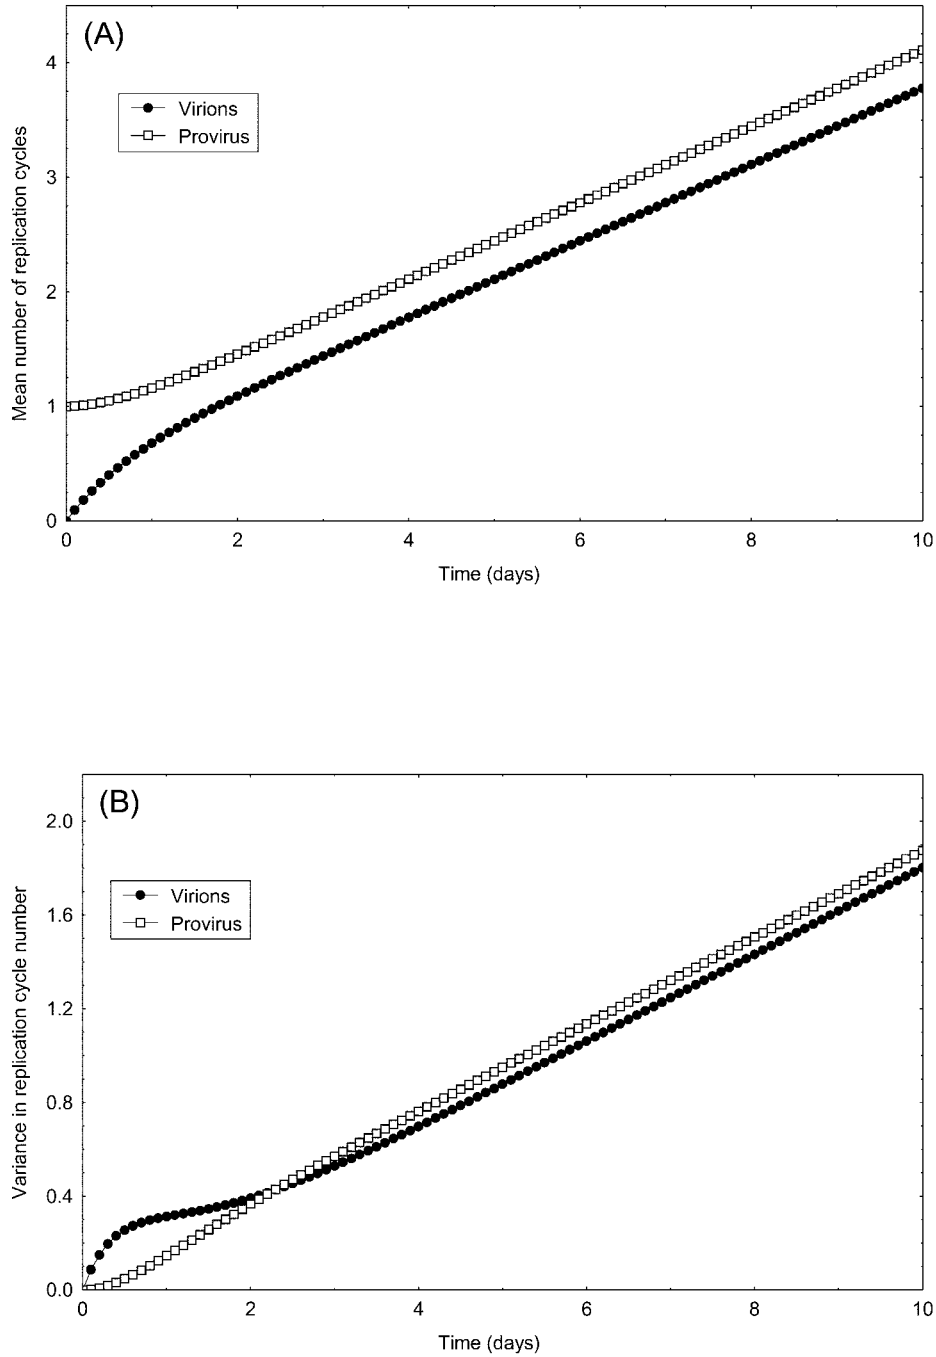 (A)
Virions
Provirus
Mean number of replication cycles
4
3
2
1
0
0 2 4 6 8 10
Time (days)
(B)
Virions
Provirus
Variance in replication cycle number
2.0
1.6
1.2
0.8
0.4
0.0
0 2 4 6 8 10
Time (days)